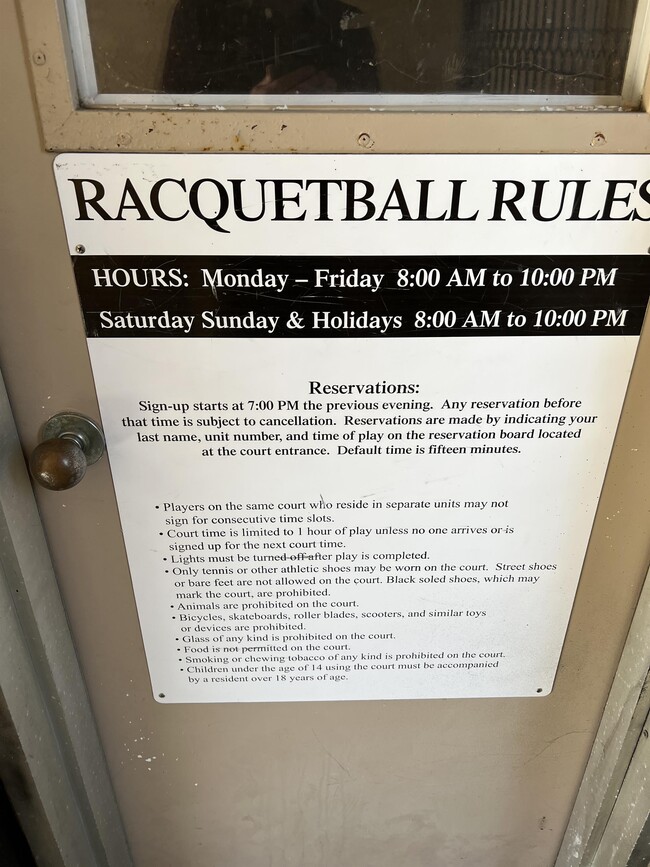 RACQUETBALL RULES
HOURS: Monday – Friday 8:00 AM to 10:00 PM
Saturday Sunday & Holidays 8:00 AM to 10:00 PM
Reservations:
Sign-up starts at 7:00 PM the previous evening. Any reservation before
that time is subject to cancellation. Reservations are made by indicating your
last name, unit number, and time of play on the reservation board located
at the court entrance. Default time is fifteen minutes.
• Players on the same court who reside in separate units may not
sign for consecutive time slots.
• Court time is limited to 1 hour of play unless no one arrives or is
signed up for the next court time.
• Lights must be turned off after play is completed.
• Only tennis or other athletic shoes may be worn on the court. Street shoes
or bare feet are not allowed on the court. Black soled shoes, which may
mark the court, are prohibited.
• Animals are prohibited on the court.
• Bicycles, skateboards, roller blades, scooters, and similar toys
or devices are prohibited.
• Glass of any kind is prohibited on the court.
• Food is not permitted on the court.
• Smoking or chewing tobacco of any kind is prohibited on the court.
• Children under the age of 14 using the court must be accompanied
by a resident over 18 years of age.